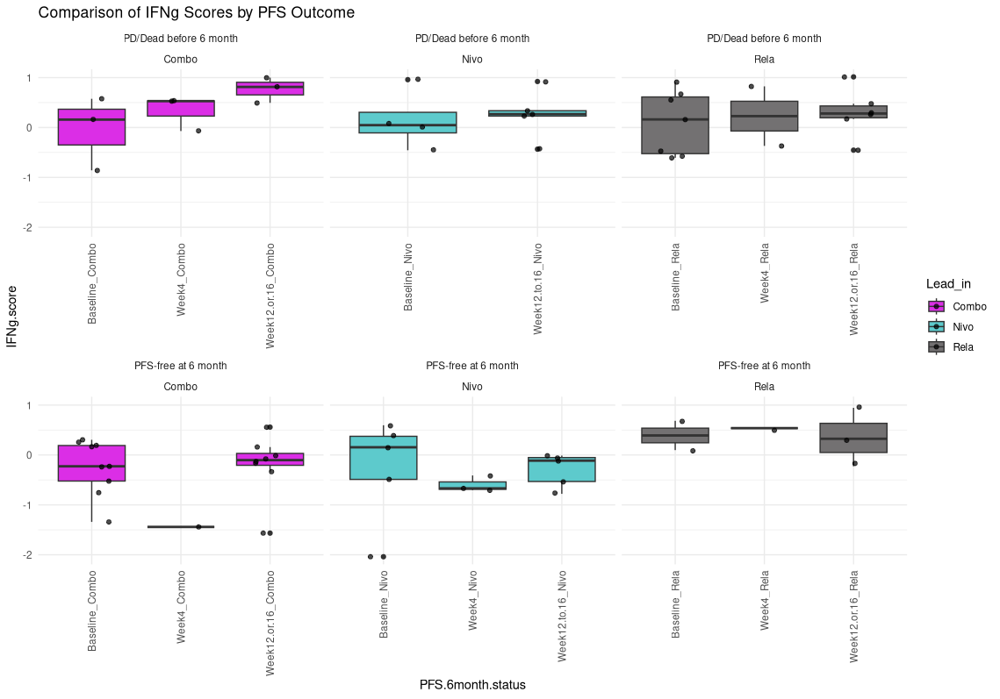 Comparison of IFNg Scores by PFS Outcome
PD/Dead before 6 month
PD/Dead before 6 month
PD/Dead before 6 month
Combo
Nivo
Rela
1
0
-1
-2
Baseline_Combo
Week4_Combo
Week12.or.16_Combo
Baseline_Nivo
Week12.to.16_Nivo
Baseline_Rela
Week4_Rela
Week12.or.16_Rela
IFNg.score
Lead_in
Combo
Nivo
Rela
PFS-free at 6 month
PFS-free at 6 month
PFS-free at 6 month
Combo
Nivo
Rela
1
0
-1
-2
Baseline_Combo
Week4_Combo
Week12.or.16_Combo
Baseline_Nivo
Week4_Nivo
Week12.to.16_Nivo
Baseline_Rela
Week4_Rela
Week12.or.16_Rela
PFS.6month.status